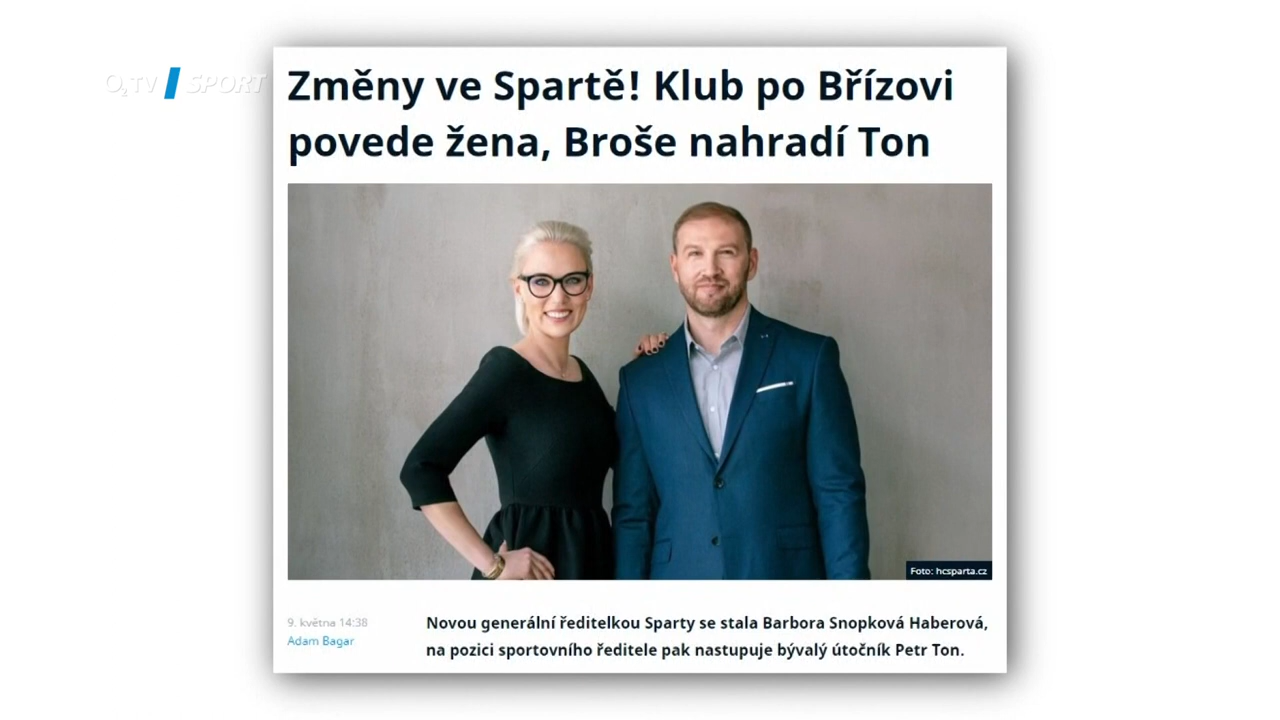 O2 TV SPORT
Změny ve Spartě! Klub po Břízovi
povede žena, Broše nahradí Ton
Foto: hcsparta.cz
9. května 14:38
Adam Bagar
Novou generální ředitelkou Sparty se stala Barbora Snopková Haberová,
na pozici sportovního ředitele pak nastupuje bývalý útočník Petr Ton.